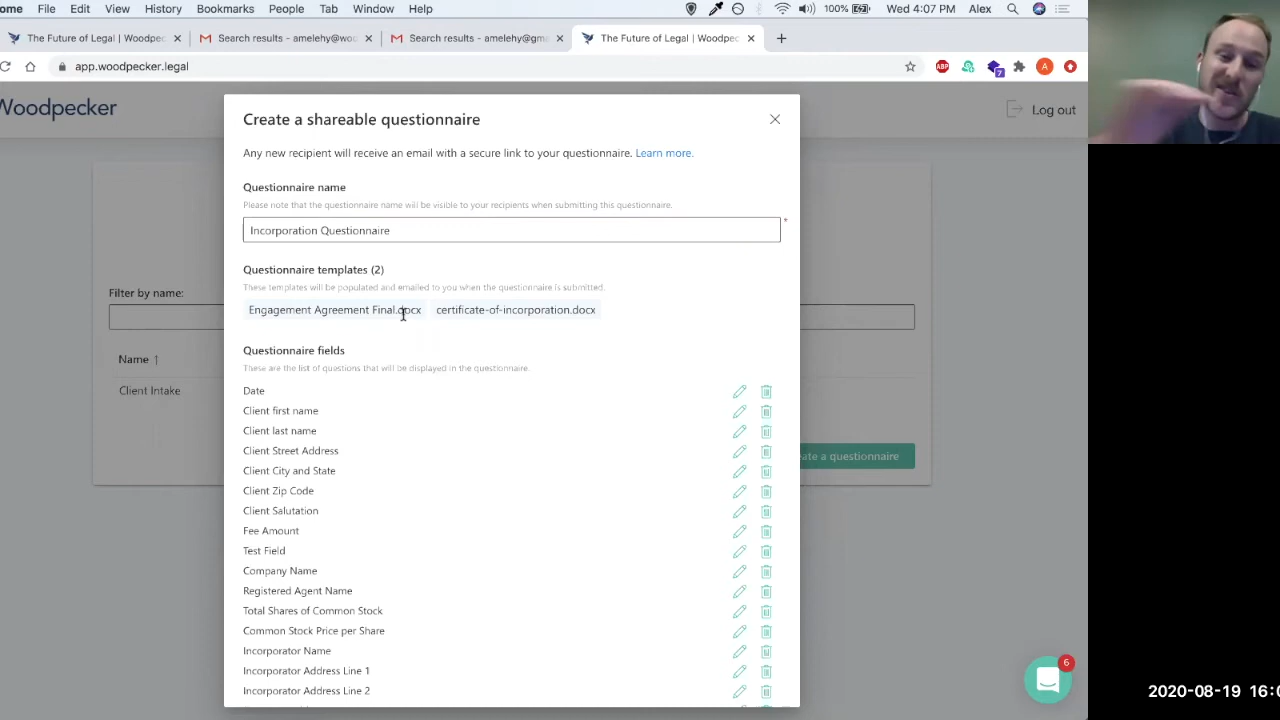 ome File Edit View History Bookmarks People Tab Window Help 100% Wed 4:07 PM Alex
The Future of Legal | Woodpec Search results - amelehy@woo Search results - amelehy@gm The Future of Legal | Woodpec
app.woodpecker.legal ABP 7 A
Woodpecker Log out
Create a shareable questionnaire
Any new recipient will receive an email with a secure link to your questionnaire. Learn more.
Questionnaire name
Please note that the questionnaire name will be visible to your recipients when submitting this questionnaire.
Incorporation Questionnaire *
Questionnaire templates (2)
These templates will be populated and emailed to you when the questionnaire is submitted.
Engagement Agreement Final.docx certificate-of-incorporation.docx
Filter by name:
Questionnaire fields
These are the list of questions that will be displayed in the questionnaire.
Name ↑
Client Intake
Date
Client first name
Client last name
Client Street Address
ate a questionnaire
Client City and State
Client Zip Code
Client Salutation
Fee Amount
Test Field
Company Name
Registered Agent Name
Total Shares of Common Stock
Common Stock Price per Share
Incorporator Name
Incorporator Address Line 1
Incorporator Address Line 2
6
2020-08-19 16:0